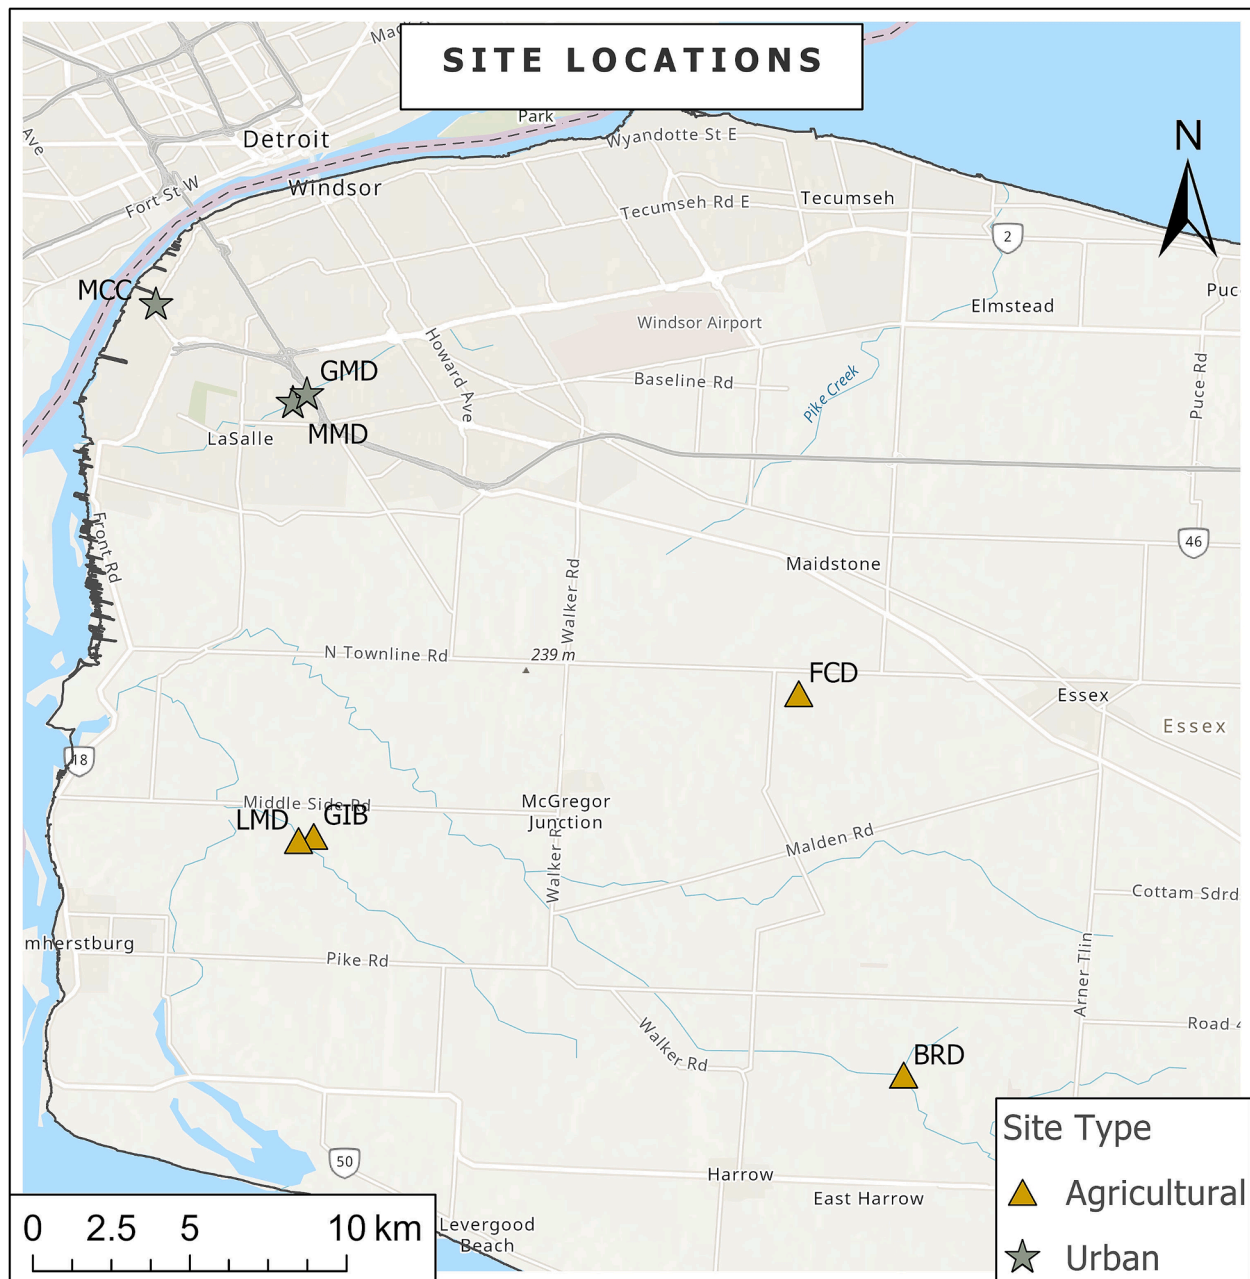 SITE LOCATIONS
Park
Ave
Detroit
Wyandotte St E
Fort St W
Windsor
Tecumseh
Tecumseh Rd E
N
2
MCC
Puc
Elmstead
Windsor Airport
Howard Ave
GMD
Baseline Rd
Pike Creek
Puce Rd
LaSalle
MMD
Front Rd
46
Maidstone
Walker Rd
N Townline Rd
239 m
FCD
Essex
Essex
18
Middle Side Rd
LMD
GIB
McGregor
Junction
Walker R
Malden Rd
Cottam Sdrd
mherstburg
Pike Rd
Arner Tlin
Road 4
Walker Rd
BRD
50
Harrow
East Harrow
Levergood
Beach
0 2.5 5 10 km
Site Type
Agricultural
Urban